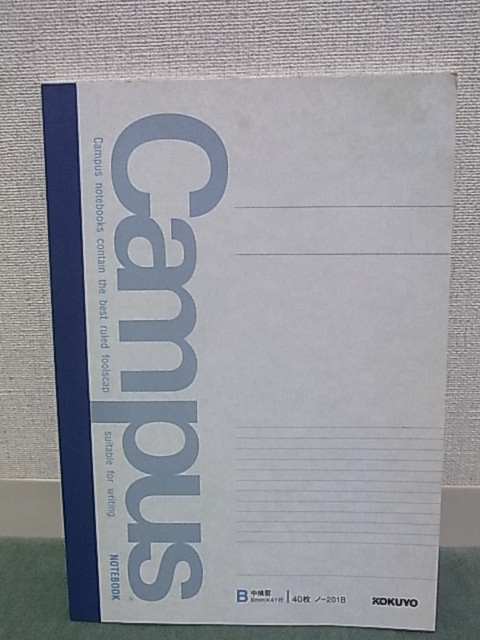 Campus
Campus notebooks contain the best ruled foolscap
suitable for writing
NOTEBOOK
B 中横罫
6mm×41行
40枚 ノ-201B
KOKUYO